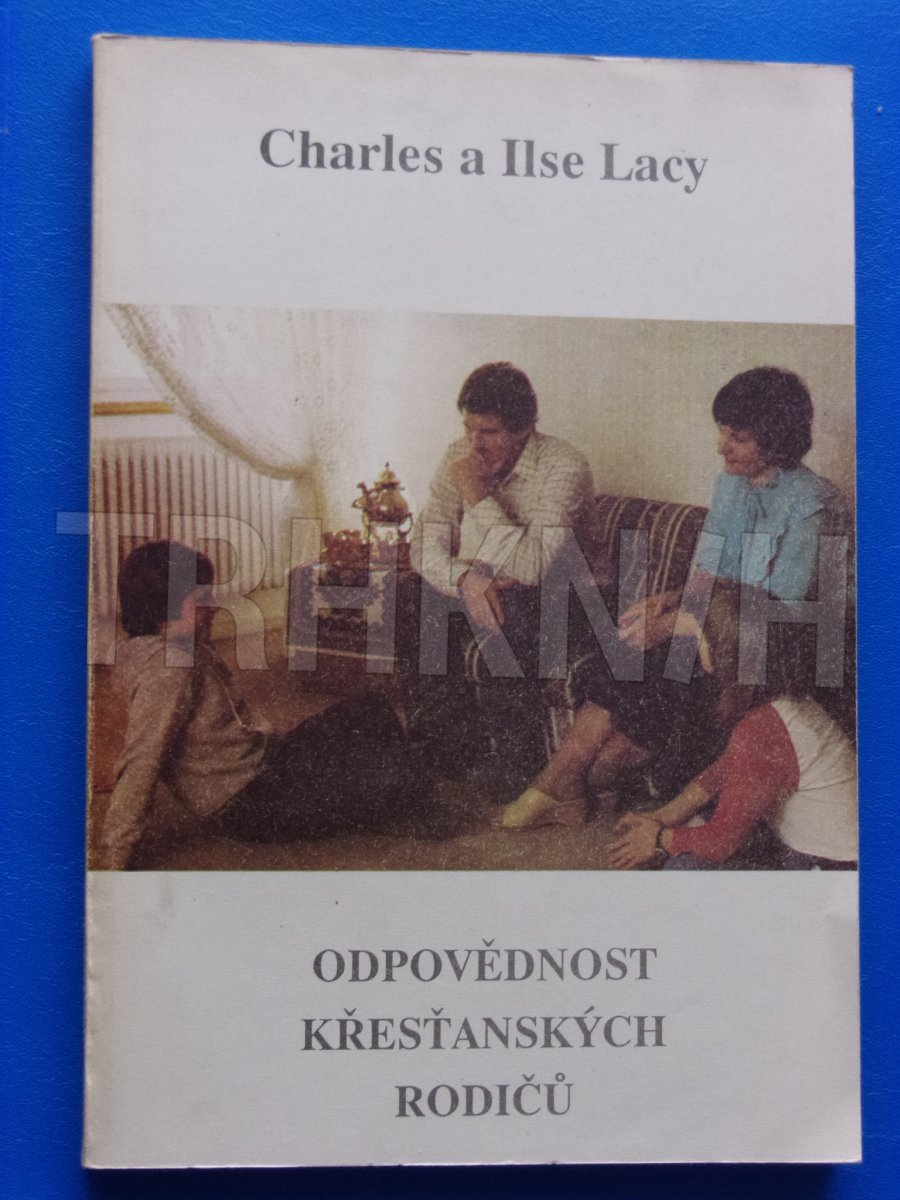 Charles a Ilse Lacy
TRHKNIH
ODPOVĚDNOST
KŘESŤANSKÝCH
RODIČŮ